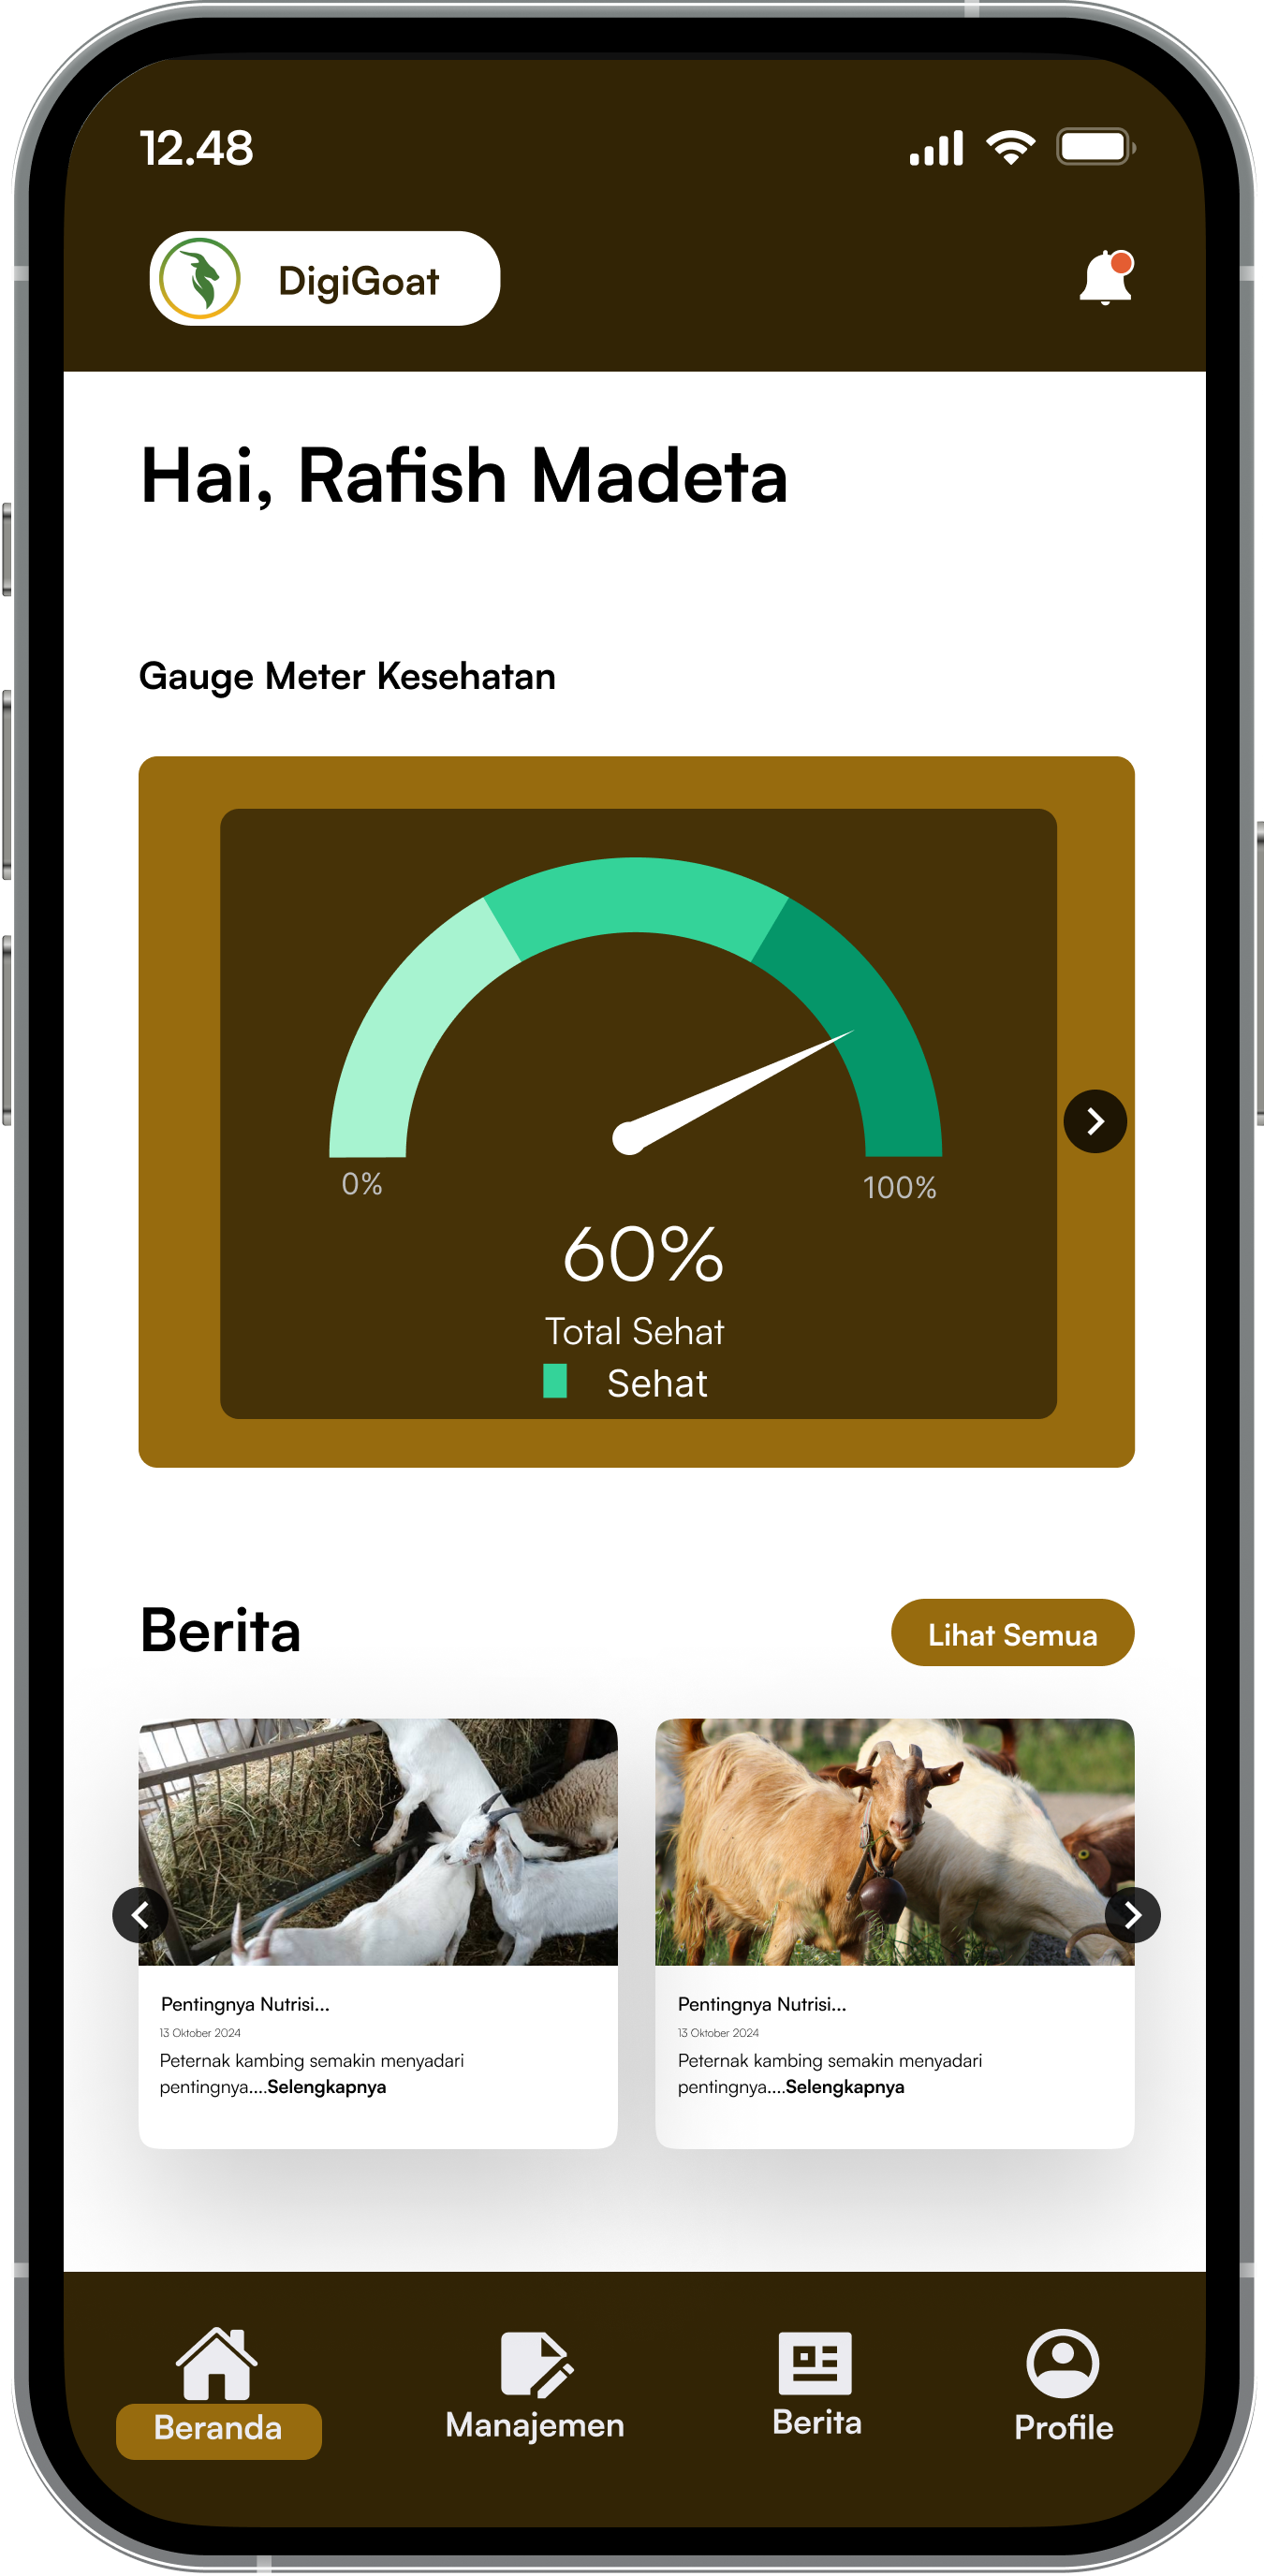 12.48
DigiGoat
Hai, Rafish Madeta
Gauge Meter Kesehatan
0%
100%
60%
Total Sehat
Sehat
Berita
Lihat Semua
Pentingnya Nutrisi...
13 Oktober 2024
Peternak kambing semakin menyadari
pentingnya....Selengkapnya
Pentingnya Nutrisi...
13 Oktober 2024
Peternak kambing semakin menyadari
pentingnya....Selengkapnya
Beranda
Manajemen
Berita
Profile